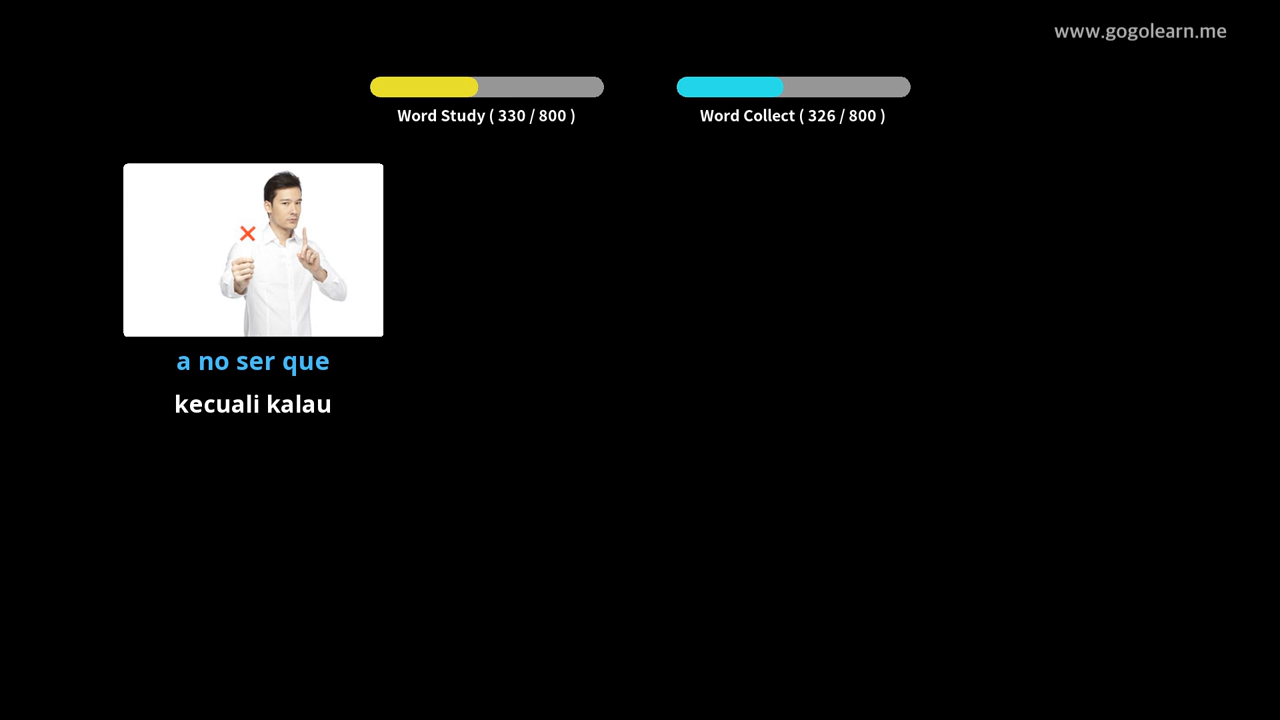 www.gogolearn.me
Word Study ( 330 / 800 )
Word Collect ( 326 / 800 )
a no ser que
kecuali kalau